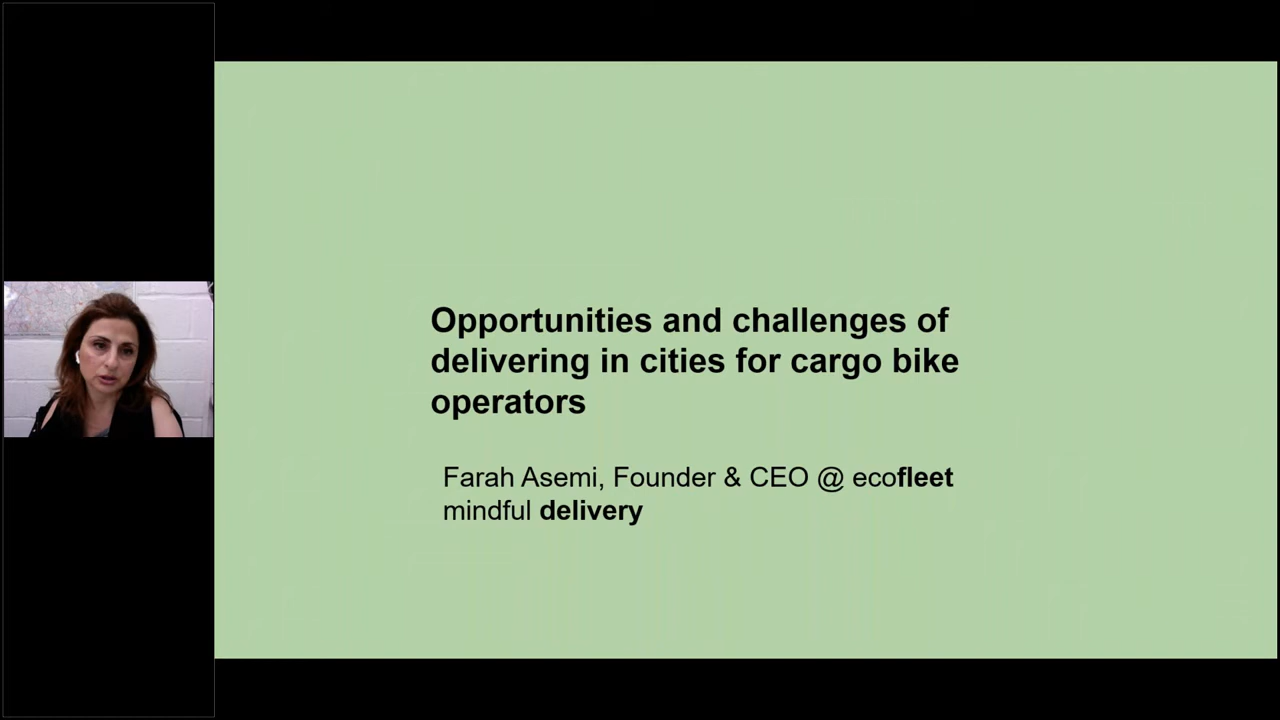 Opportunities and challenges of
delivering in cities for cargo bike
operators
Farah Asemi, Founder & CEO @ ecofleet
mindful delivery